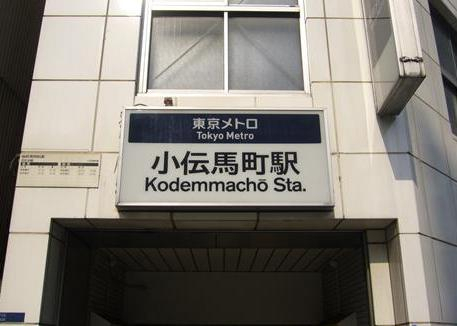 東京メトロ
Tokyo Metro
小伝馬町駅
Kodemmachō Sta.